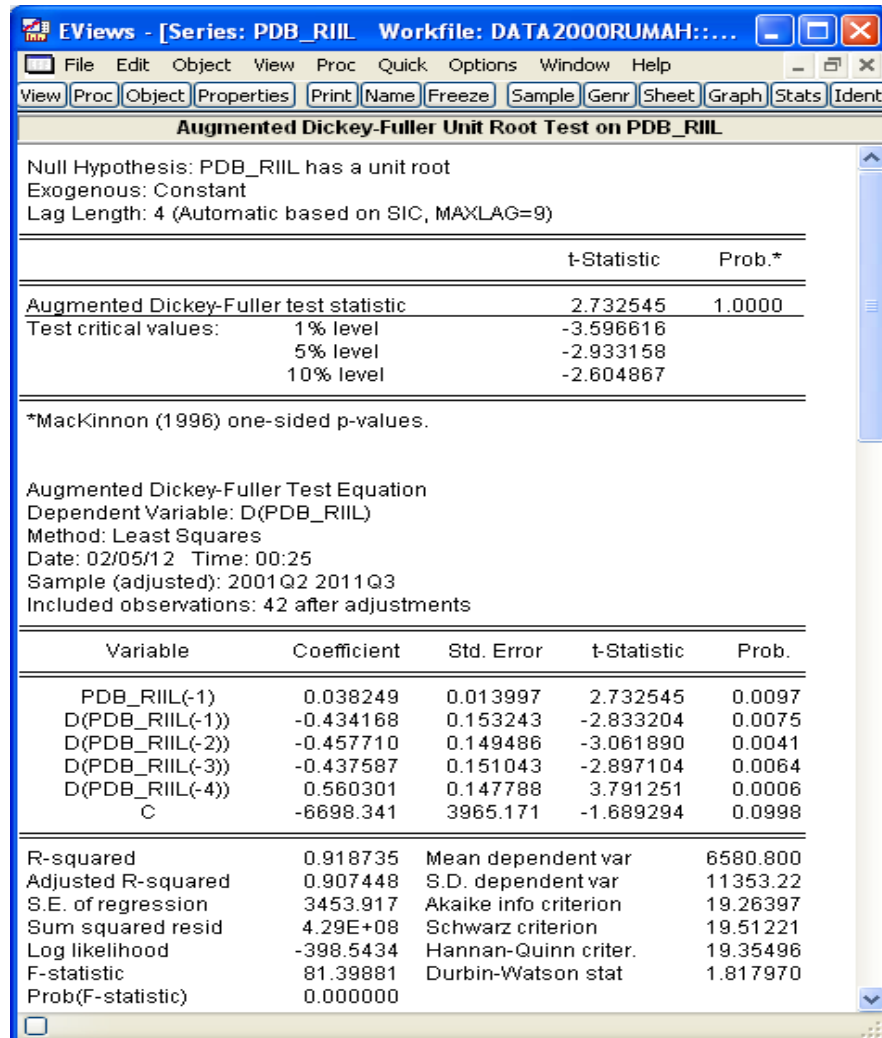 EViews - [Series: PDB_RIIL Workfile: DATA2000RUMAH::...
File Edit Object View Proc Quick Options Window Help
View Proc Object Properties Print Name Freeze Sample Genr Sheet Graph Stats Ident
Augmented Dickey-Fuller Unit Root Test on PDB_RIIL
Null Hypothesis: PDB_RIIL has a unit root
Exogenous: Constant
Lag Length: 4 (Automatic based on SIC, MAXLAG=9)
t-Statistic Prob.*
Augmented Dickey-Fuller test statistic 2.732545 1.0000
Test critical values: 1% level -3.596616
5% level -2.933158
10% level -2.604867
*MacKinnon (1996) one-sided p-values.
Augmented Dickey-Fuller Test Equation
Dependent Variable: D(PDB_RIIL)
Method: Least Squares
Date: 02/05/12 Time: 00:25
Sample (adjusted): 2001Q2 2011Q3
Included observations: 42 after adjustments
Variable Coefficient Std. Error t-Statistic Prob.
PDB_RIIL(-1) 0.038249 0.013997 2.732545 0.0097
D(PDB_RIIL(-1)) -0.434168 0.153243 -2.833204 0.0075
D(PDB_RIIL(-2)) -0.457710 0.149486 -3.061890 0.0041
D(PDB_RIIL(-3)) -0.437587 0.151043 -2.897104 0.0064
D(PDB_RIIL(-4)) 0.560301 0.147788 3.791251 0.0006
C -6698.341 3965.171 -1.689294 0.0998
R-squared 0.918735 Mean dependent var 6580.800
Adjusted R-squared 0.907448 S.D. dependent var 11353.22
S.E. of regression 3453.917 Akaike info criterion 19.26397
Sum squared resid 4.29E+08 Schwarz criterion 19.51221
Log likelihood -398.5434 Hannan-Quinn criter. 19.35496
F-statistic 81.39881 Durbin-Watson stat 1.817970
Prob(F-statistic) 0.000000